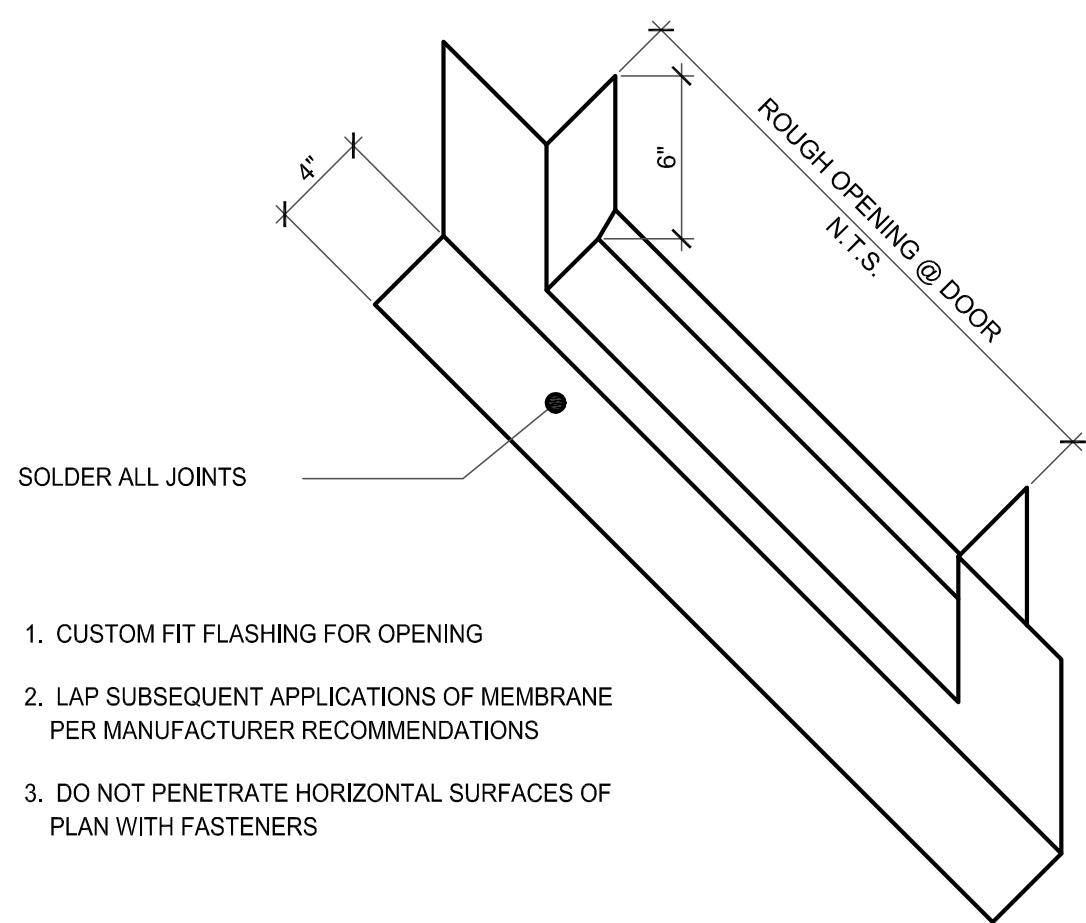 4"
6"
ROUGH OPENING @ DOOR
N.T.S.
SOLDER ALL JOINTS
1. CUSTOM FIT FLASHING FOR OPENING
2. LAP SUBSEQUENT APPLICATIONS OF MEMBRANE
PER MANUFACTURER RECOMMENDATIONS
3. DO NOT PENETRATE HORIZONTAL SURFACES OF
PLAN WITH FASTENERS